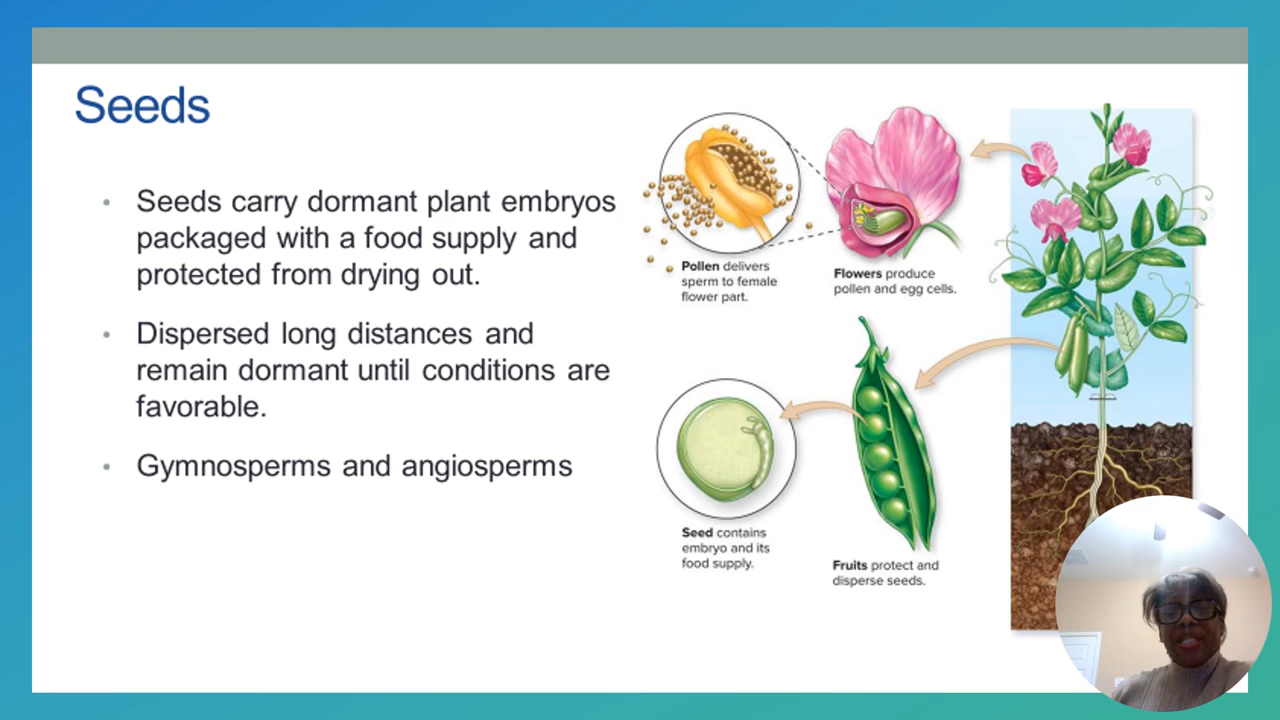 Seeds
• Seeds carry dormant plant embryos
packaged with a food supply and
protected from drying out.
• Dispersed long distances and
remain dormant until conditions are
favorable.
• Gymnosperms and angiosperms
Pollen delivers
sperm to female
flower part.
Flowers produce
pollen and egg cells.
Seed contains
embryo and its
food supply.
Fruits protect and
disperse seeds.